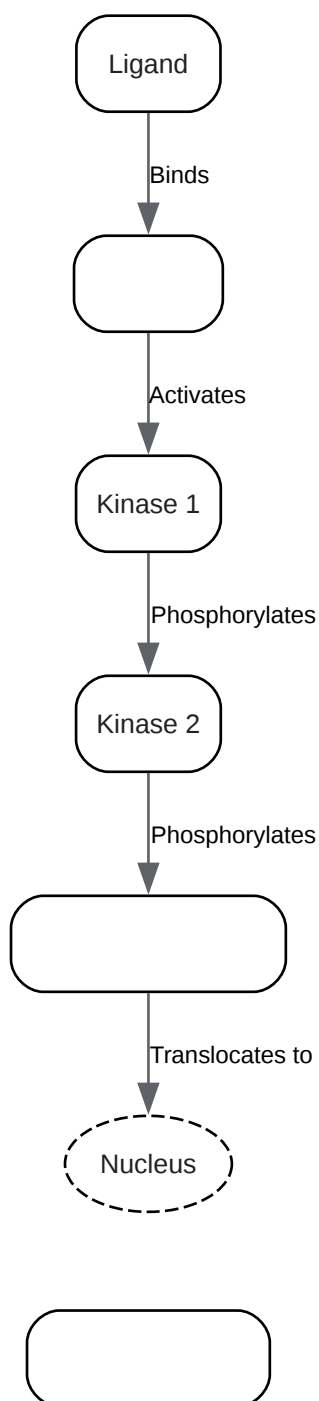 Ligand
Binds
Activates
Kinase 1
Phosphorylates
Kinase 2
Phosphorylates
Translocates to
Nucleus